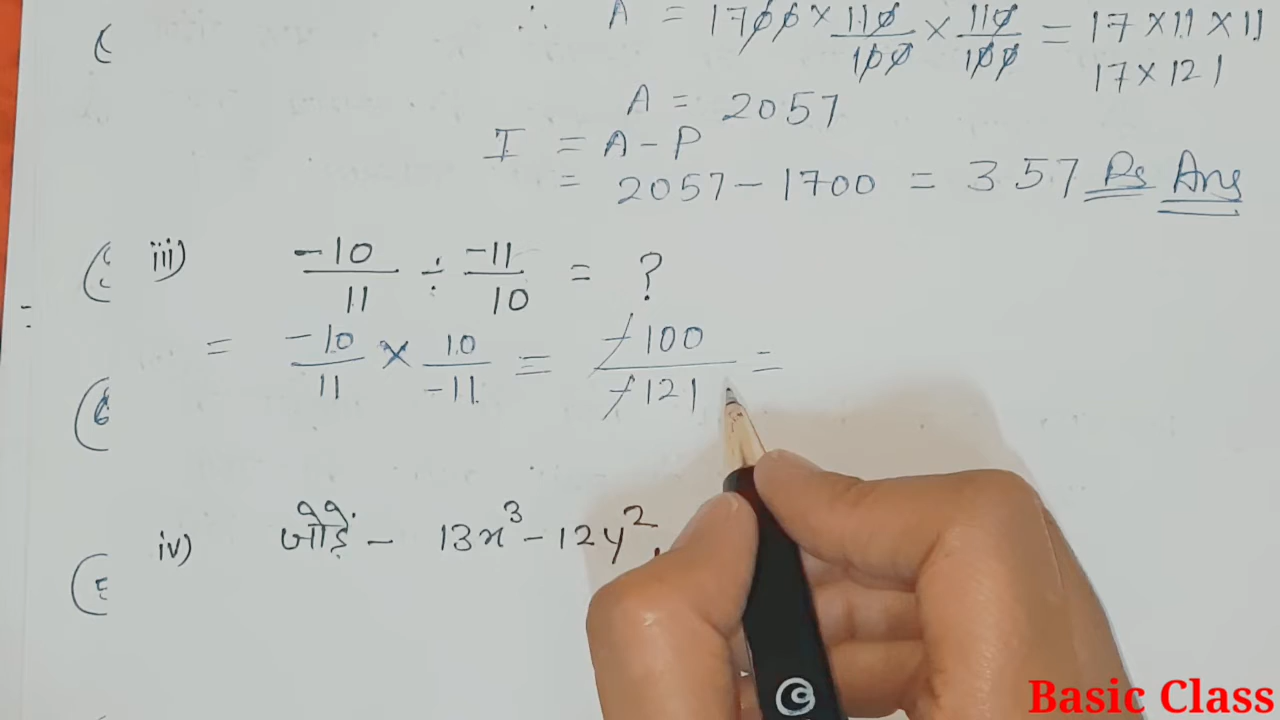 ∴ A = 1700 × 110/100 × 110/100 = 17 × 11 × 11
17 × 121
A = 2057
I = A - P
= 2057 - 1700 = 357 Rs Ans
iii) -10/11 ÷ -11/10 = ?
= -10/11 × 10/-11 = -100/-121 =
iv) जोड़ें - 13x³ - 12y²,
Basic Class